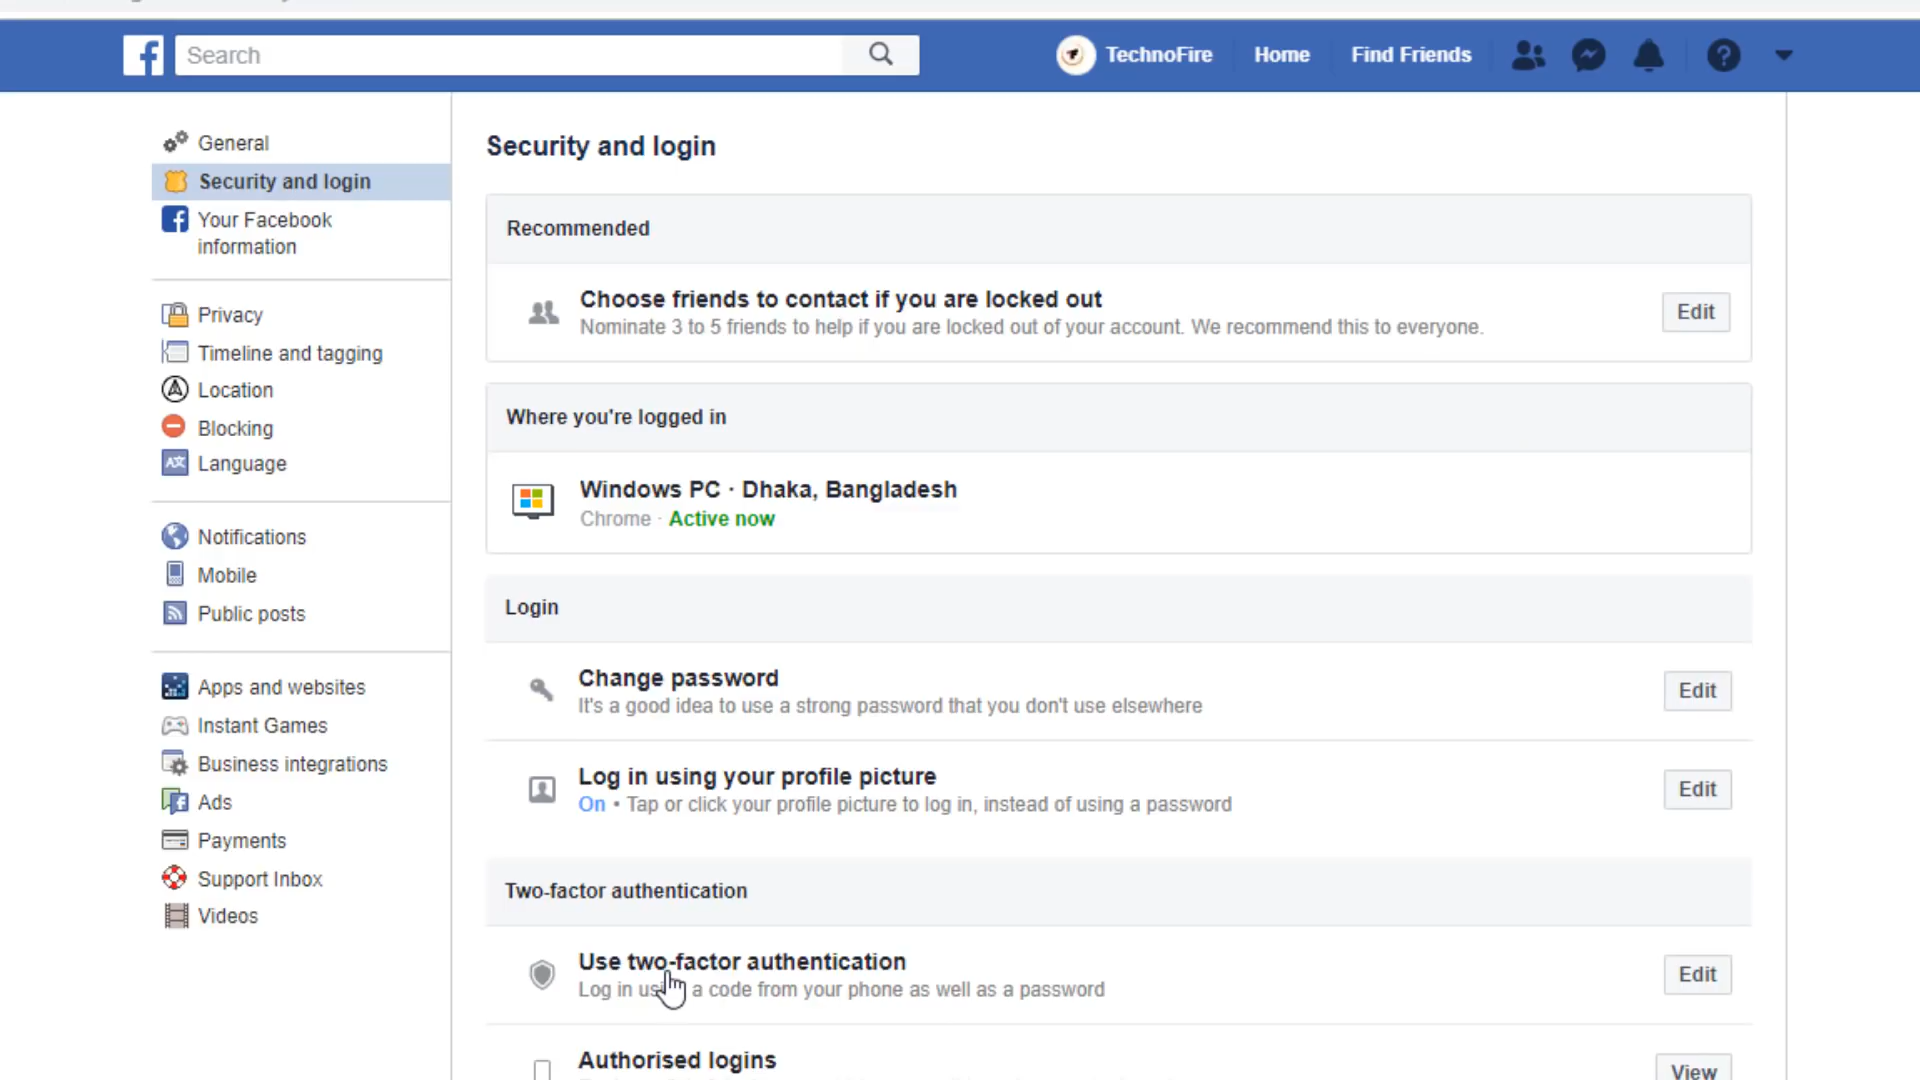 Search
TechnoFire
Home
Find Friends
General
Security and login
Your Facebook
information
Privacy
Timeline and tagging
Location
Blocking
Language
Notifications
Mobile
Public posts
Apps and websites
Instant Games
Business integrations
Ads
Payments
Support Inbox
Videos
Security and login
Recommended
Choose friends to contact if you are locked out
Nominate 3 to 5 friends to help if you are locked out of your account. We recommend this to everyone.
Edit
Where you're logged in
Windows PC · Dhaka, Bangladesh
Chrome · Active now
Login
Change password
It's a good idea to use a strong password that you don't use elsewhere
Edit
Log in using your profile picture
On • Tap or click your profile picture to log in, instead of using a password
Edit
Two-factor authentication
Use two-factor authentication
Log in using a code from your phone as well as a password
Edit
Authorised logins
View